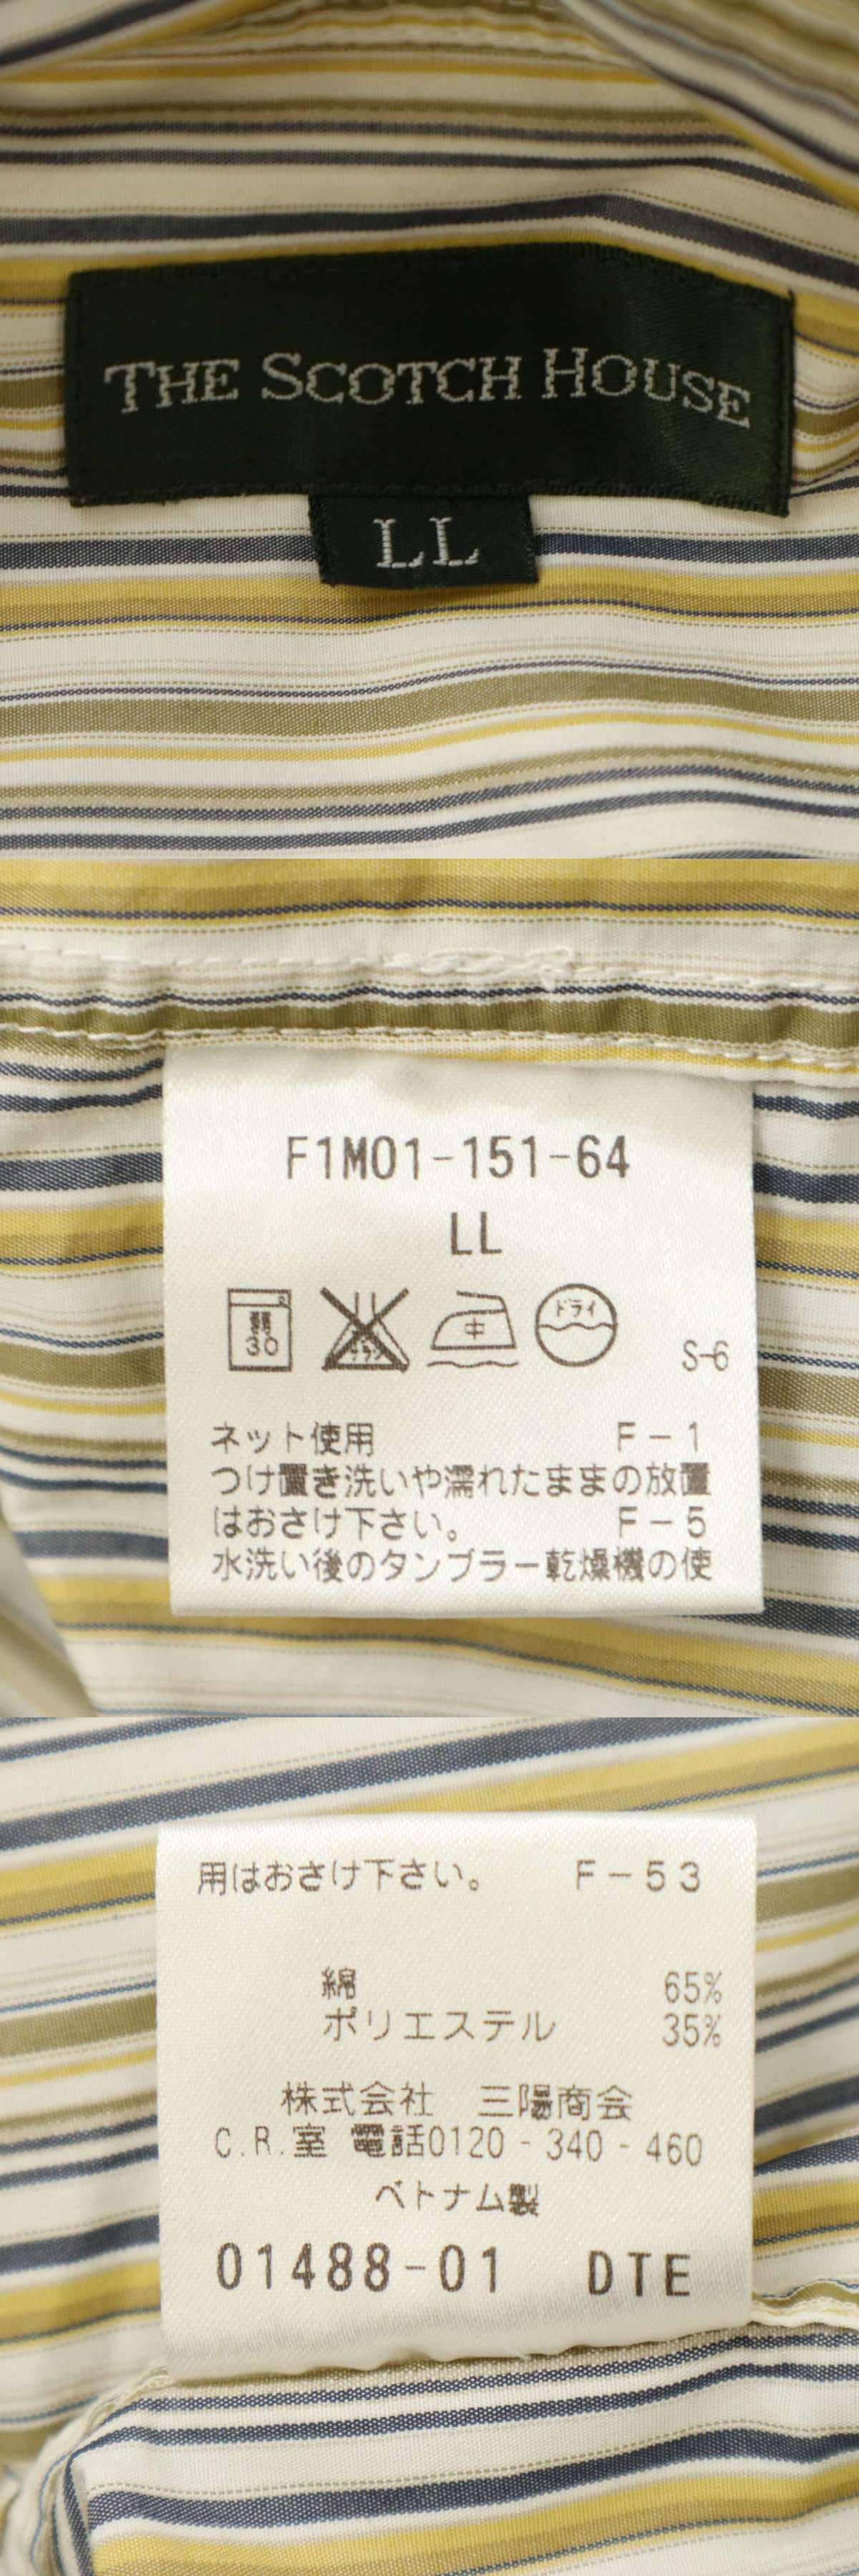 THE SCOTCH HOUSE
LL
F1M01-151-64
LL
弱 30 中 ドライ
S-6
ネット使用 F-1
つけ置き洗いや濡れたままの放置
はおさけ下さい。 F-5
水洗い後のタンブラー乾燥機の使
用はおさけ下さい。 F-53
綿 65%
ポリエステル 35%
株式会社 三陽商会
C.R.室 電話0120-340-460
ベトナム製
01488-01 DTE